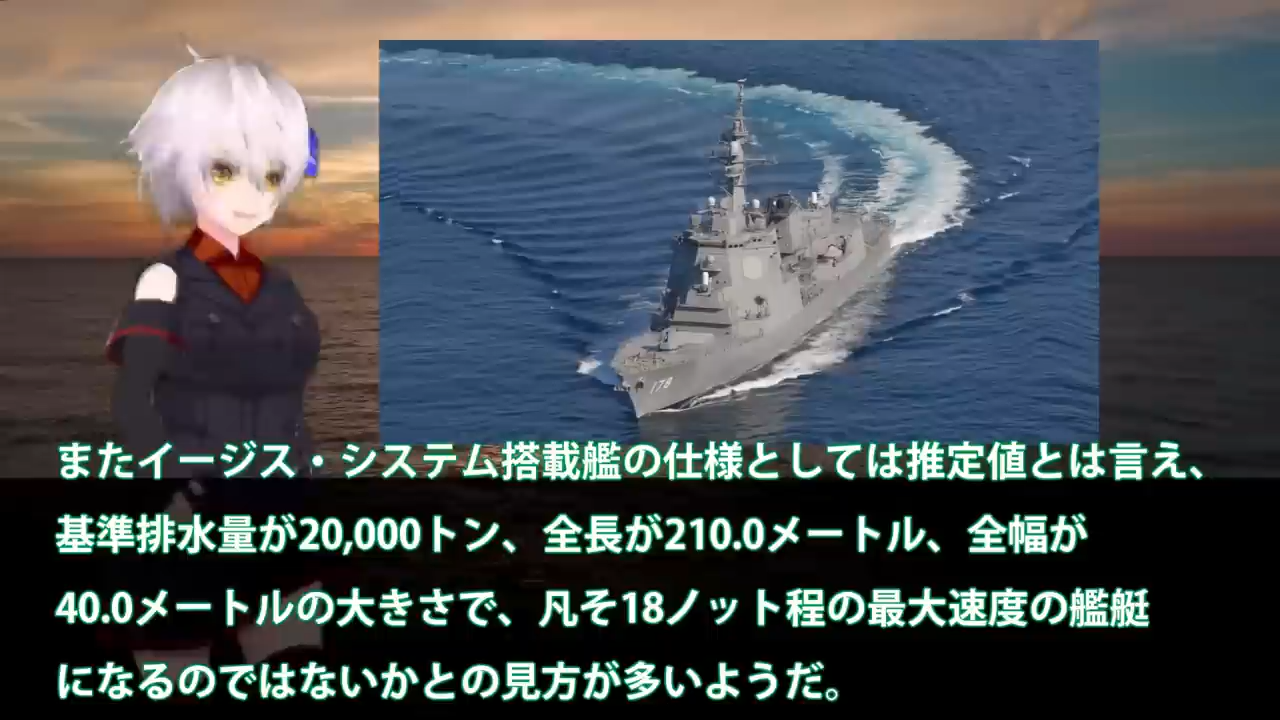 178
またイージス・システム搭載艦の仕様としては推定値とは言え、
基準排水量が20,000トン、全長が210.0メートル、全幅が
40.0メートルの大きさで、凡そ18ノット程の最大速度の艦艇
になるのではないかとの見方が多いようだ。